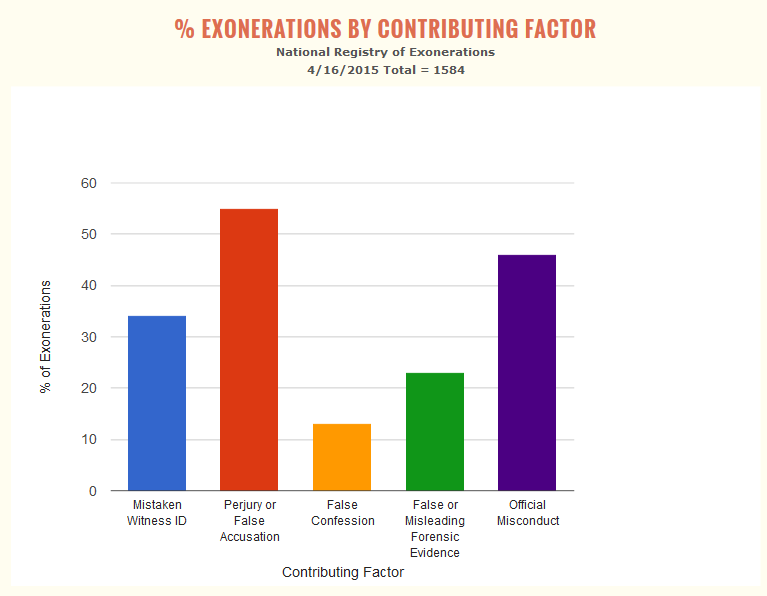 % EXONERATIONS BY CONTRIBUTING FACTOR
National Registry of Exonerations
4/16/2015 Total = 1584
60
50
40
30
20
10
0
% of Exonerations
Mistaken
Witness ID
Perjury or
False
Accusation
False
Confession
False or
Misleading
Forensic
Evidence
Official
Misconduct
Contributing Factor